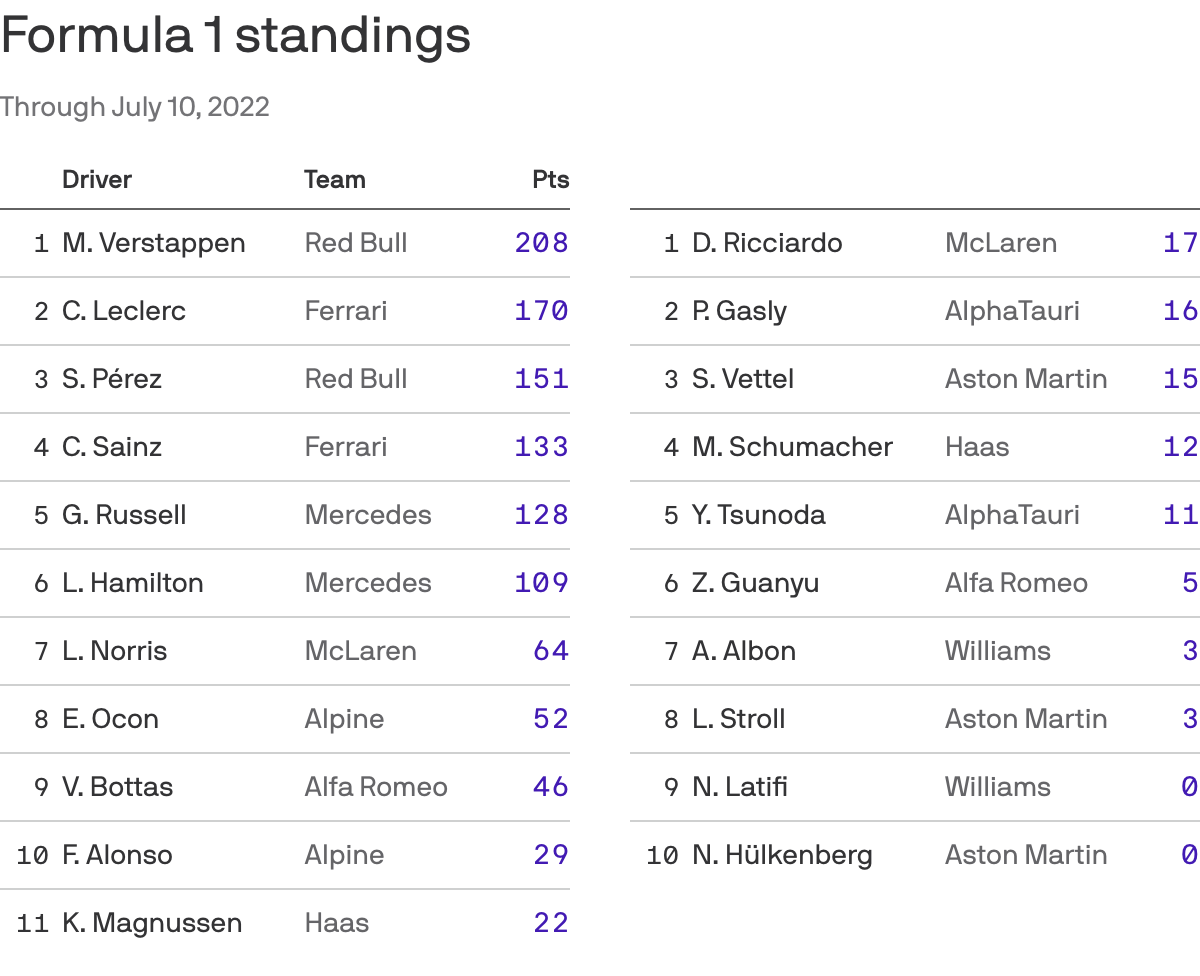 Formula 1 standings
Through July 10, 2022
Driver Team Pts
1 M. Verstappen Red Bull 208
2 C. Leclerc Ferrari 170
3 S. Pérez Red Bull 151
4 C. Sainz Ferrari 133
5 G. Russell Mercedes 128
6 L. Hamilton Mercedes 109
7 L. Norris McLaren 64
8 E. Ocon Alpine 52
9 V. Bottas Alfa Romeo 46
10 F. Alonso Alpine 29
11 K. Magnussen Haas 22
1 D. Ricciardo McLaren 17
2 P. Gasly AlphaTauri 16
3 S. Vettel Aston Martin 15
4 M. Schumacher Haas 12
5 Y. Tsunoda AlphaTauri 11
6 Z. Guanyu Alfa Romeo 5
7 A. Albon Williams 3
8 L. Stroll Aston Martin 3
9 N. Latifi Williams 0
10 N. Hülkenberg Aston Martin 0